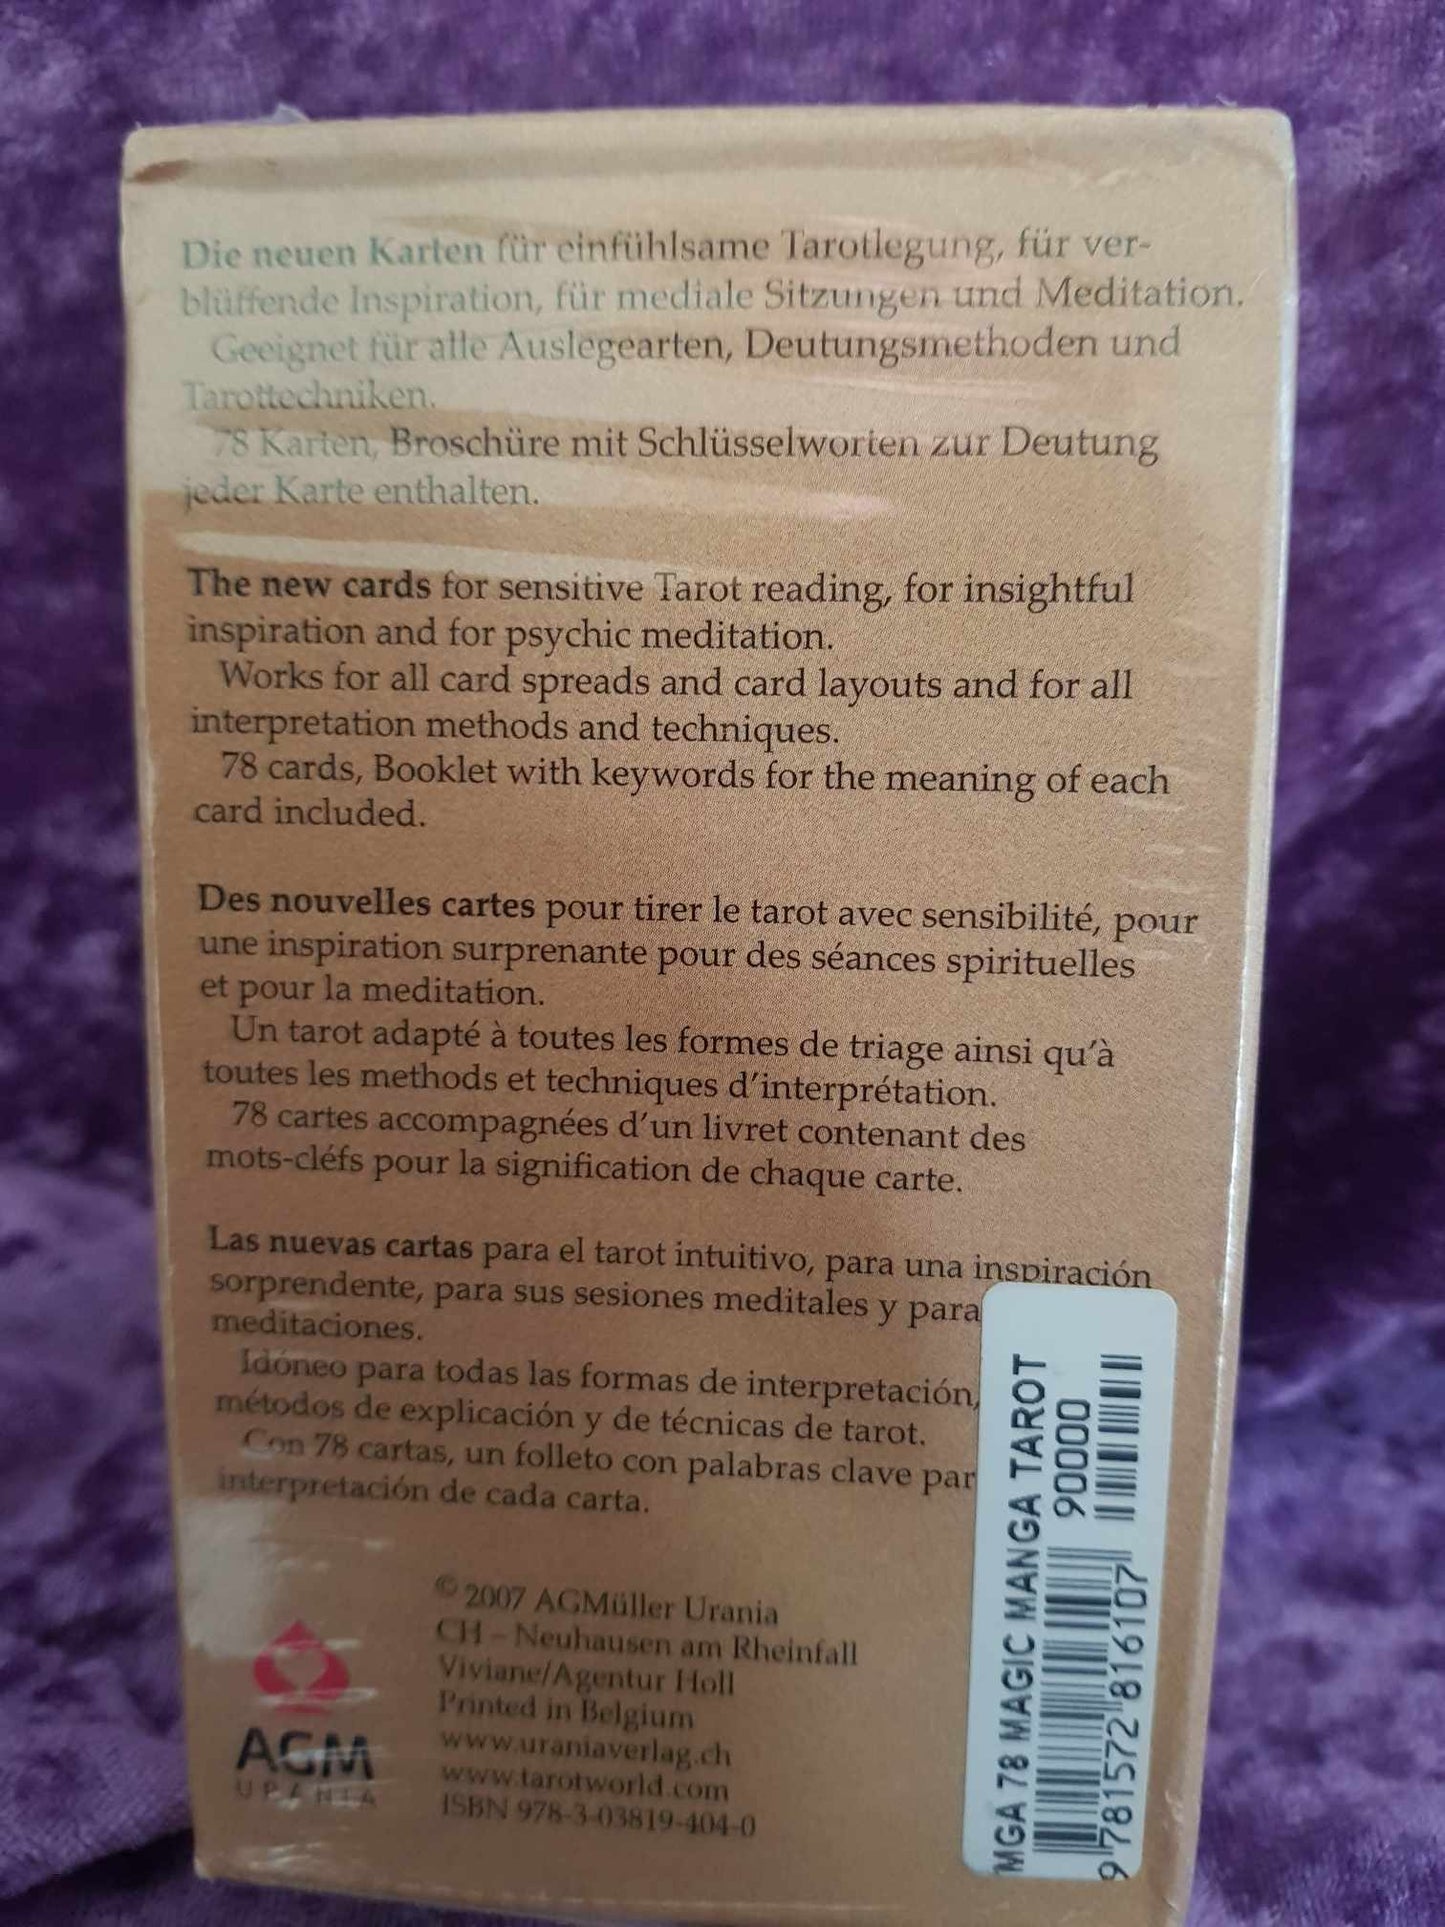 Die neuen Karten für einfühlsame Tarotlegung, für ver-
blüffende Inspiration, für mediale Sitzungen und Meditation.
Geeignet für alle Auslegearten, Deutungsmethoden und
Tarottechniken.
78 Karten, Broschüre mit Schlüsselworten zur Deutung
jeder Karte enthalten.
The new cards for sensitive Tarot reading, for insightful
inspiration and for psychic meditation.
Works for all card spreads and card layouts and for all
interpretation methods and techniques.
78 cards, Booklet with keywords for the meaning of each
card included.
Des nouvelles cartes pour tirer le tarot avec sensibilité, pour
une inspiration surprenante pour des séances spirituelles
et pour la meditation.
Un tarot adapté à toutes les formes de triage ainsi qu'à
toutes les methods et techniques d'interprétation.
78 cartes accompagnées d'un livret contenant des
mots-cléfs pour la signification de chaque carte.
Las nuevas cartas para el tarot intuitivo, para una inspiración
sorprendente, para sus sesiones meditales y para
meditaciones.
Idóneo para todas las formas de interpretación,
métodos de explicación y de técnicas de tarot.
Con 78 cartas, un folleto con palabras clave par
interpretación de cada carta.
© 2007 AGMüller Urania
CH – Neuhausen am Rheinfall
Viviane/Agentur Holl
Printed in Belgium
www.uraniaverlag.ch
www.tarotworld.com
ISBN 978-3-03819-404-0
AGM
URANIA
MGA 78 MAGIC MANGA TAROT
90000
9781572816107